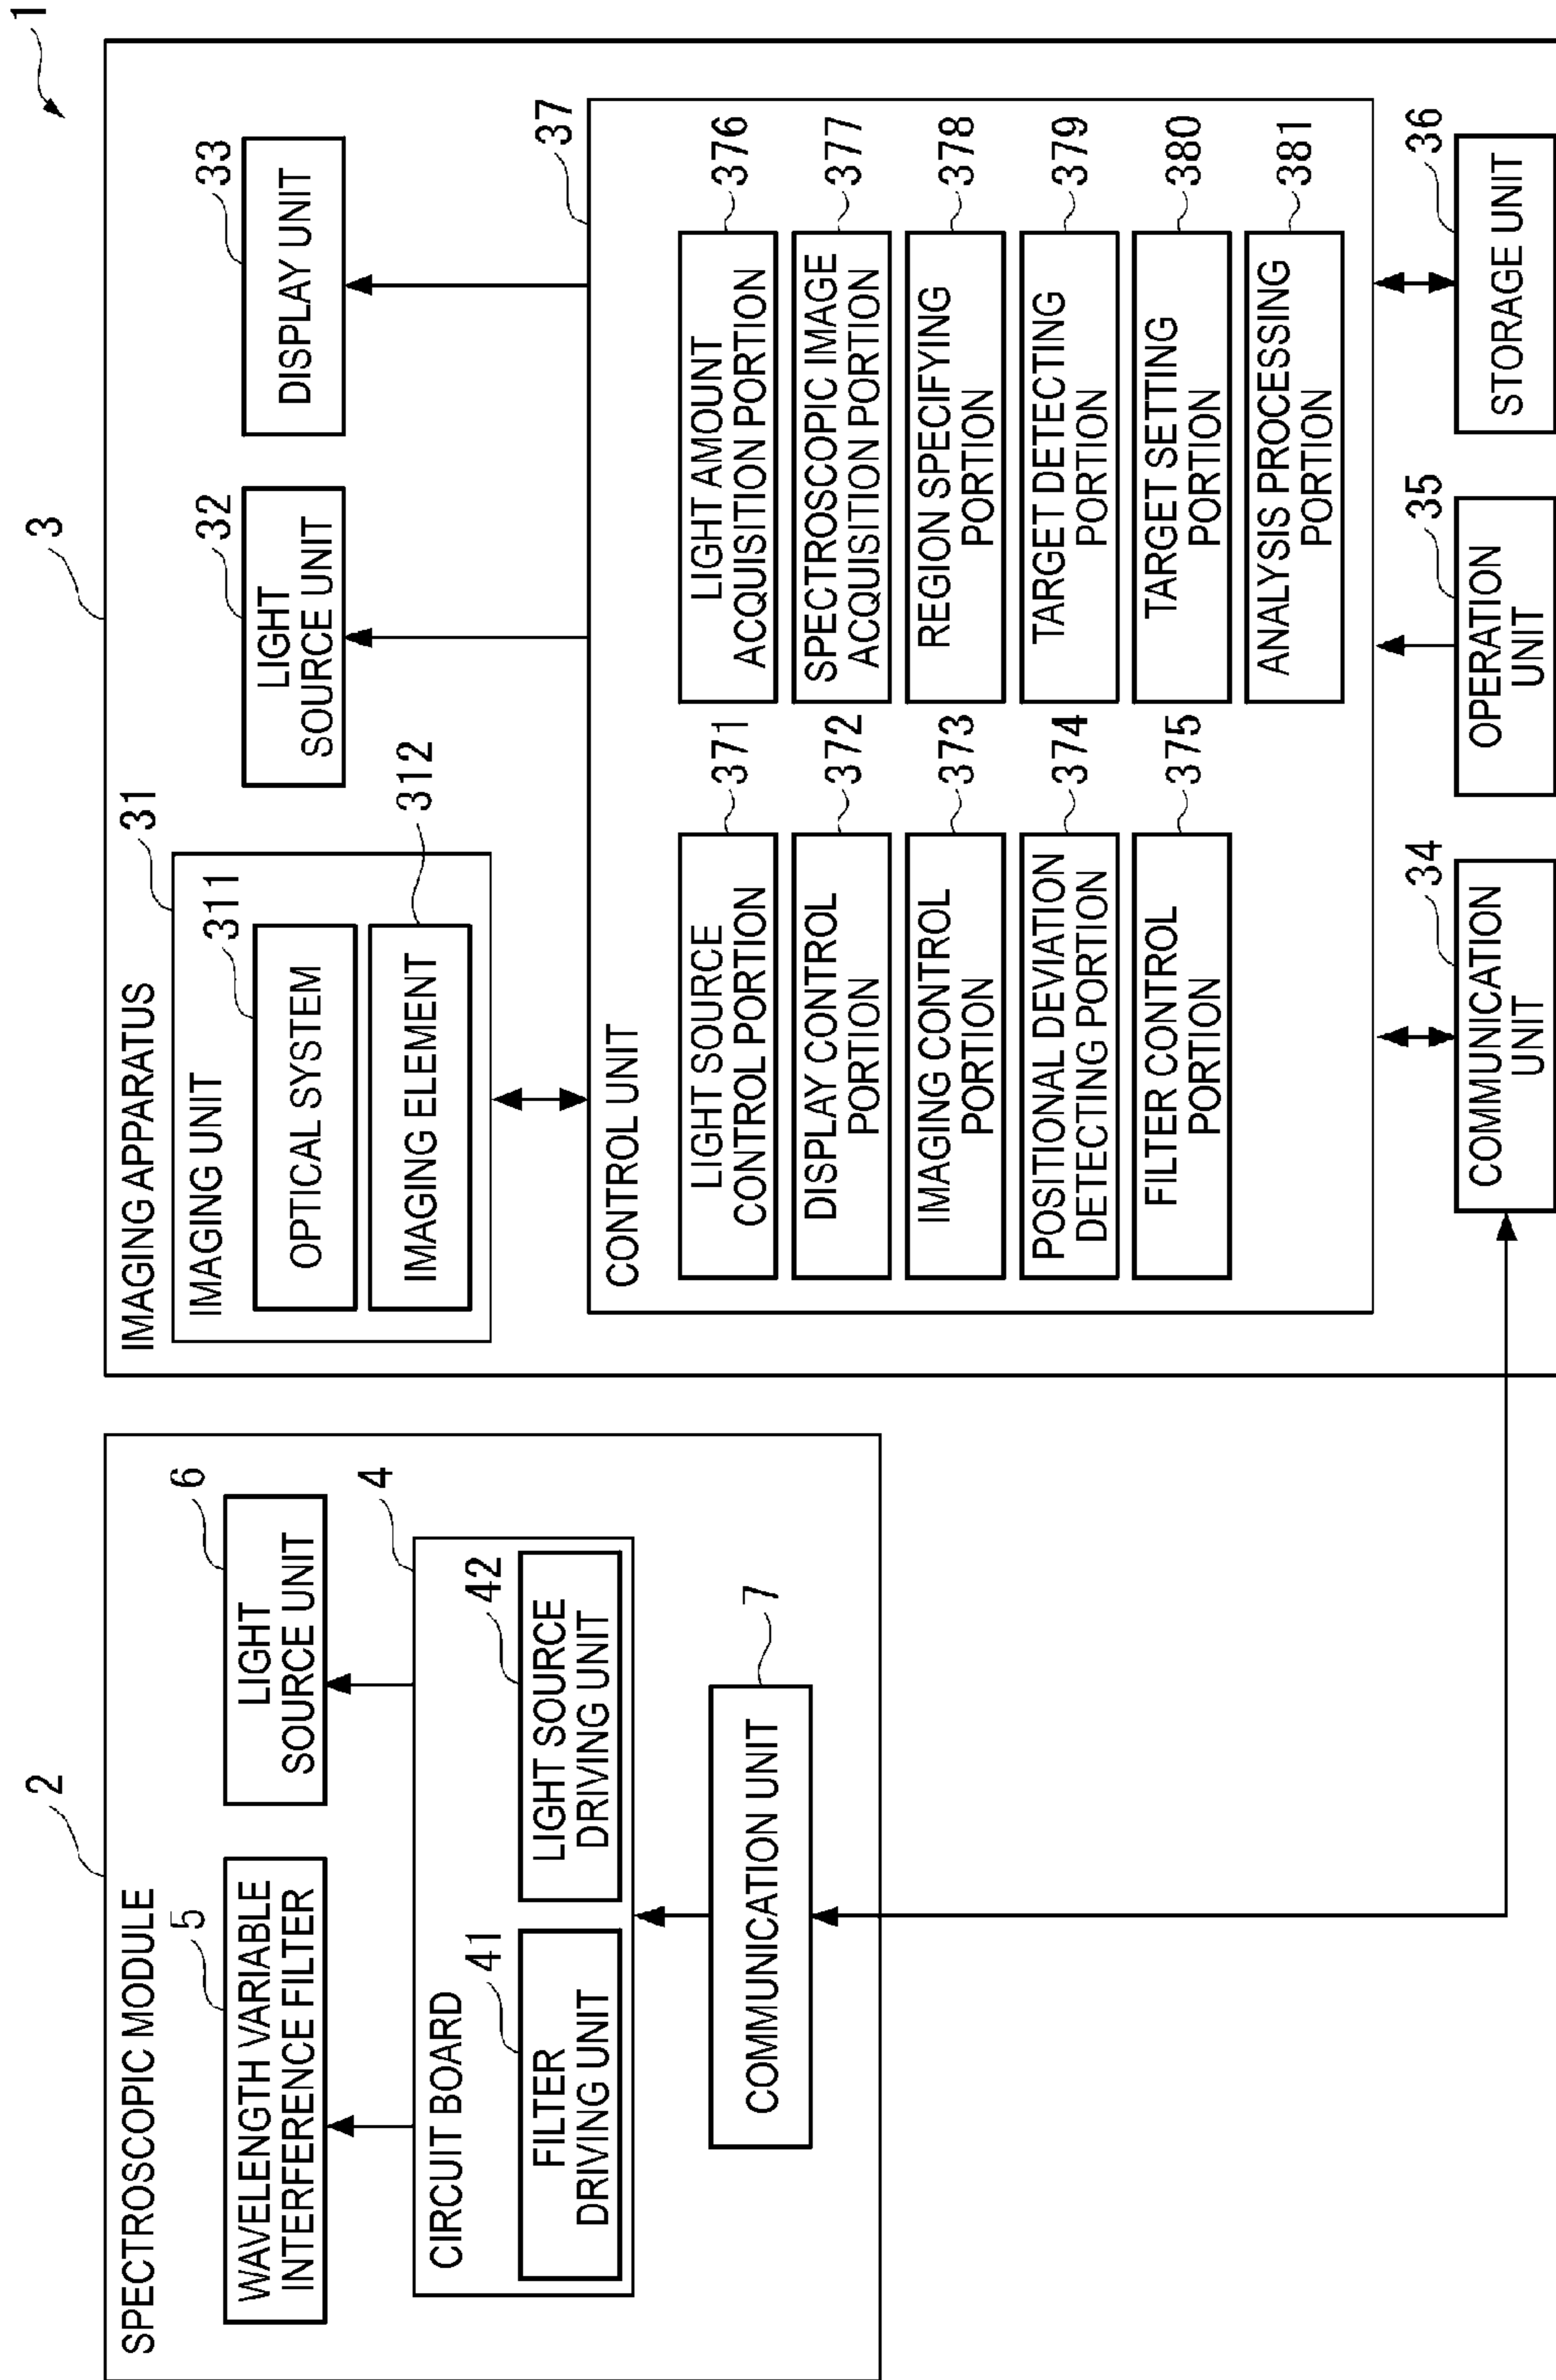 1
2
SPECTROSCOPIC MODULE
5
WAVELENGTH VARIABLE
INTERFERENCE FILTER
6
LIGHT
SOURCE UNIT
4
CIRCUIT BOARD
41
FILTER
DRIVING UNIT
42
LIGHT SOURCE
DRIVING UNIT
7
COMMUNICATION UNIT
3
IMAGING APPARATUS
31
IMAGING UNIT
311
OPTICAL SYSTEM
312
IMAGING ELEMENT
32
LIGHT
SOURCE UNIT
33
DISPLAY UNIT
37
CONTROL UNIT
LIGHT SOURCE
CONTROL PORTION
371
DISPLAY CONTROL
PORTION
372
IMAGING CONTROL
PORTION
373
POSITIONAL DEVIATION
DETECTING PORTION
374
FILTER CONTROL
PORTION
375
LIGHT AMOUNT
ACQUISITION PORTION
376
SPECTROSCOPIC IMAGE
ACQUISITION PORTION
377
REGION SPECIFYING
PORTION
378
TARGET DETECTING
PORTION
379
TARGET SETTING
PORTION
380
ANALYSIS PROCESSING
PORTION
381
34
COMMUNICATION
UNIT
35
OPERATION
UNIT
36
STORAGE UNIT